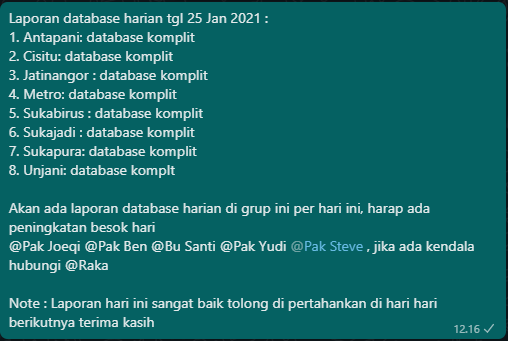 Laporan database harian tgl 25 Jan 2021 :
1. Antapani: database komplit
2. Cisitu: database komplit
3. Jatinangor : database komplit
4. Metro: database komplit
5. Sukabirus : database komplit
6. Sukajadi : database komplit
7. Sukapura: database komplit
8. Unjani: database komplt
Akan ada laporan database harian di grup ini per hari ini, harap ada
peningkatan besok hari
@Pak Joeqi @Pak Ben @Bu Santi @Pak Yudi @Pak Steve , jika ada kendala
hubungi @Raka
Note : Laporan hari ini sangat baik tolong di pertahankan di hari hari
berikutnya terima kasih
12.16